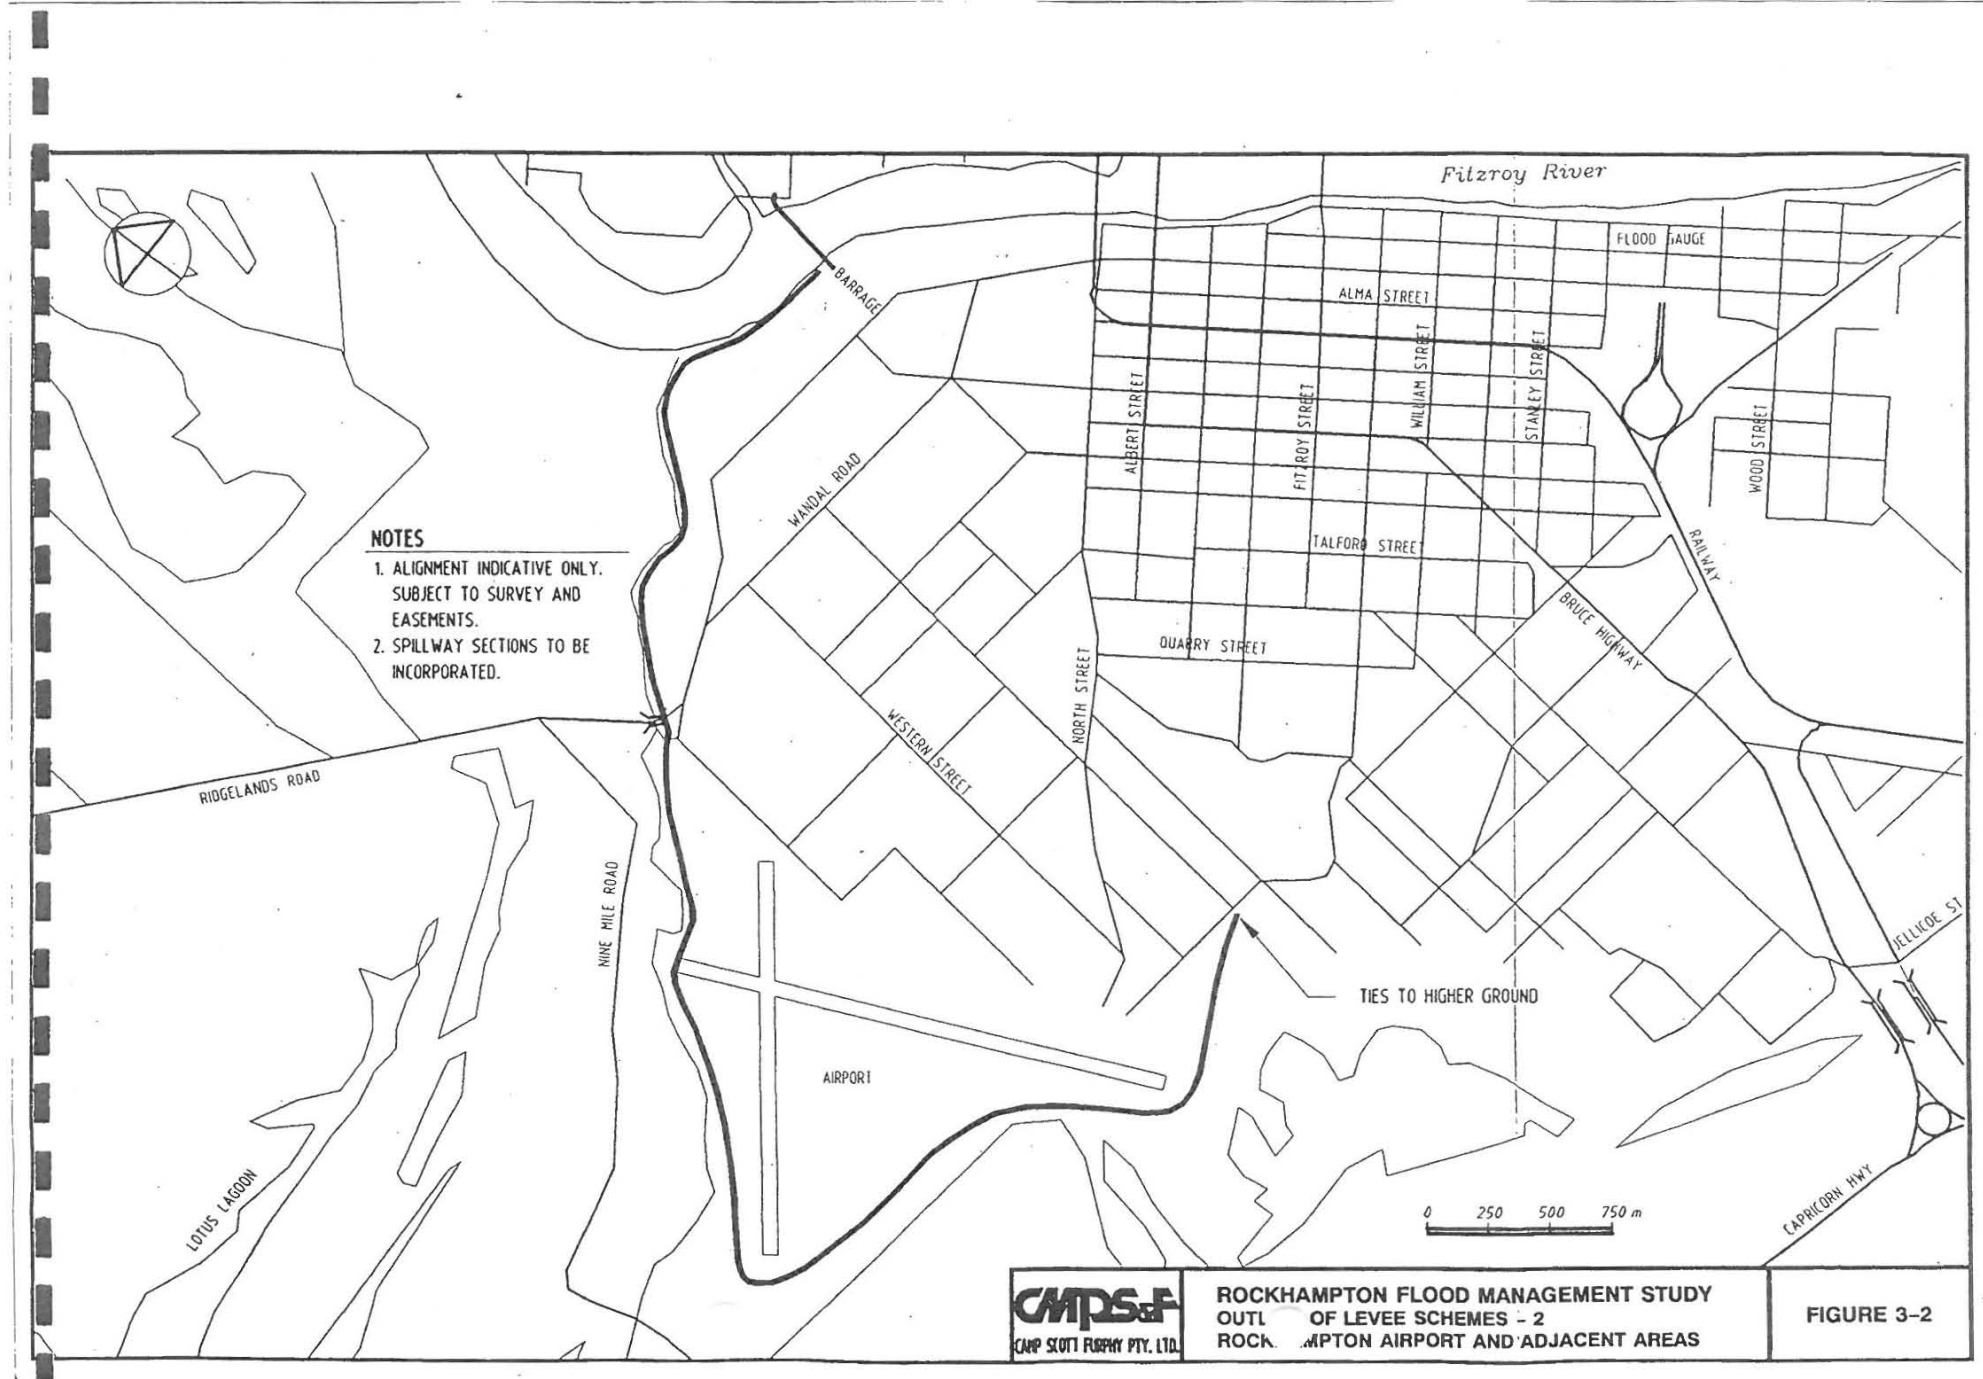 Fitzroy River
FLOOD GAUGE
BARRAGE
ALMA STREET
WILLIAM STREET
STANLEY STREET
ALBERT STREET
FITZROY STREET
WOOD STREET
WANDAL ROAD
NOTES
1. ALIGNMENT INDICATIVE ONLY.
SUBJECT TO SURVEY AND
EASEMENTS.
2. SPILLWAY SECTIONS TO BE
INCORPORATED.
TALFORD STREET
RAILWAY
BRUCE HIGHWAY
QUARRY STREET
NORTH STREET
WESTERN STREET
RIDGELANDS ROAD
NINE MILE ROAD
JELLICOE ST
TIES TO HIGHER GROUND
AIRPORT
LOTUS LAGOON
CAPRICORN HWY
0 250 500 750 m
CMPS&F
CAMP SCOTT FURPHY PTY. LTD.
ROCKHAMPTON FLOOD MANAGEMENT STUDY
OUTL OF LEVEE SCHEMES - 2
ROCK MPTON AIRPORT AND ADJACENT AREAS
FIGURE 3-2